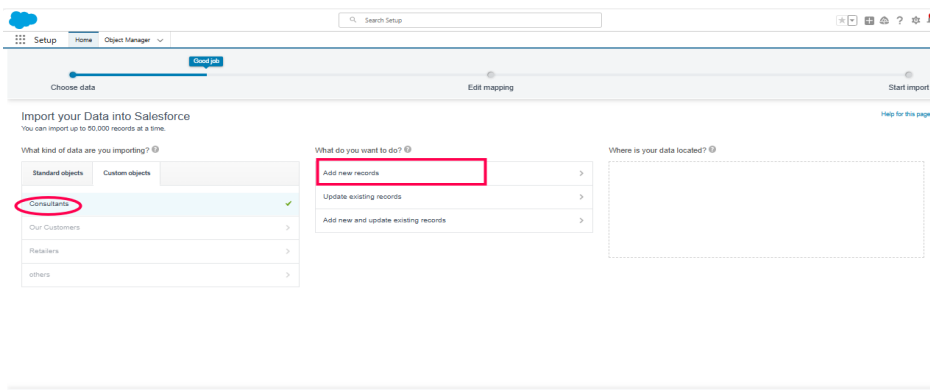 Search Setup
Setup Home Object Manager
Good job
Choose data Edit mapping Start import
Import your Data into Salesforce
Help for this page
You can import up to 50,000 records at a time.
What kind of data are you importing? ? What do you want to do? ? Where is your data located? ?
Standard objects Custom objects
Add new records
Consultants
Update existing records
Our Customers
Add new and update existing records
Retailers
others